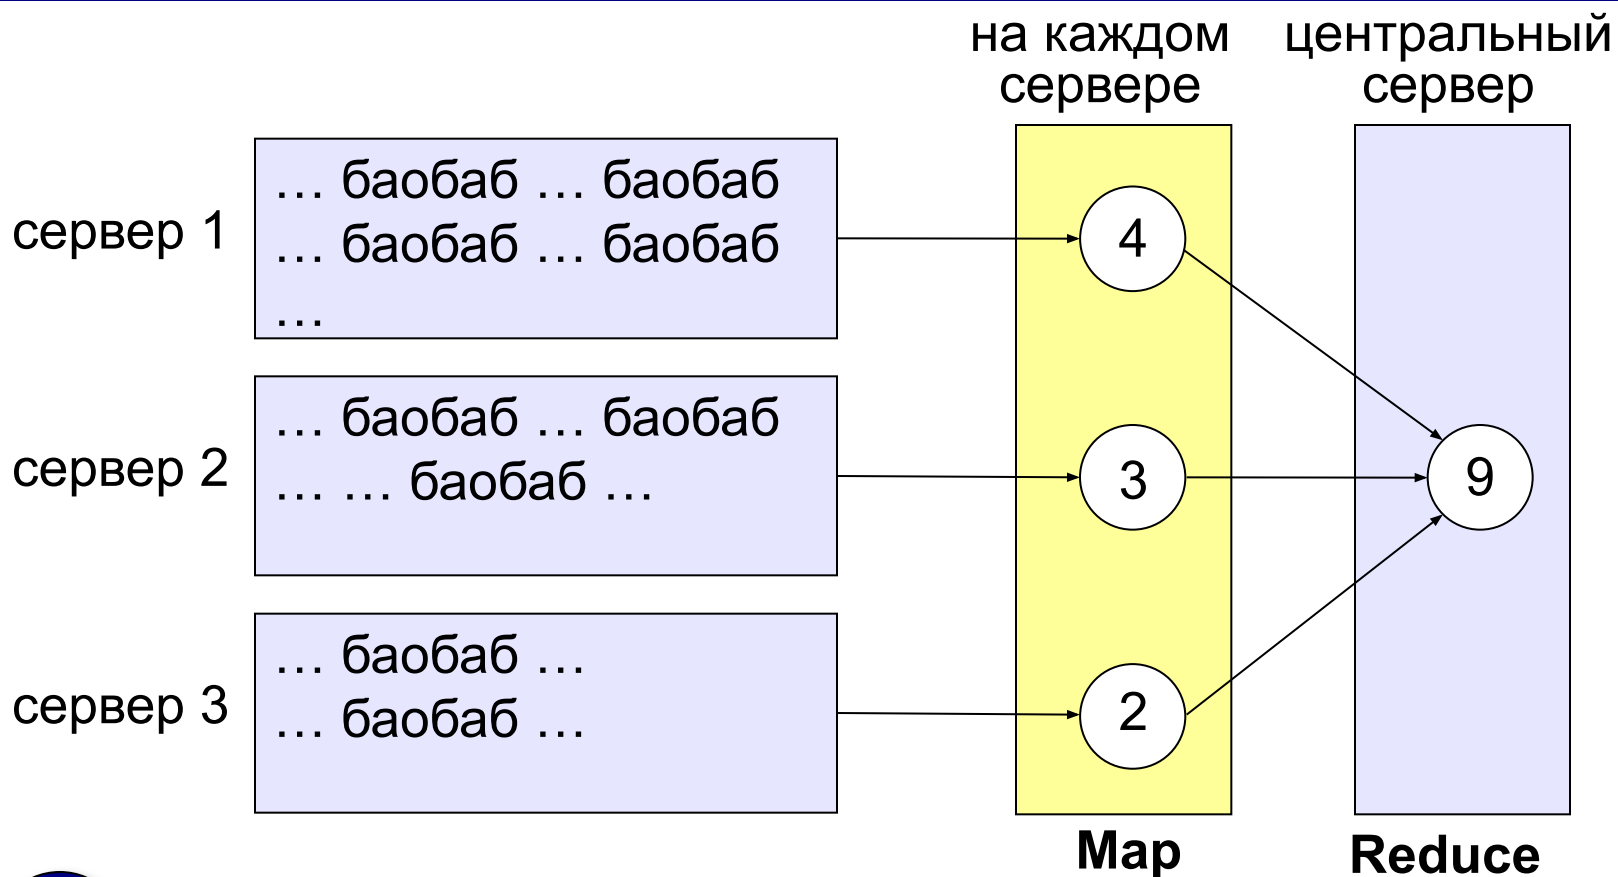 на каждом
сервере
центральный
сервер
сервер 1
… баобаб … баобаб
… баобаб … баобаб
…
4
сервер 2
… баобаб … баобаб
… … баобаб …
3
9
сервер 3
… баобаб …
… баобаб …
2
Map
Reduce